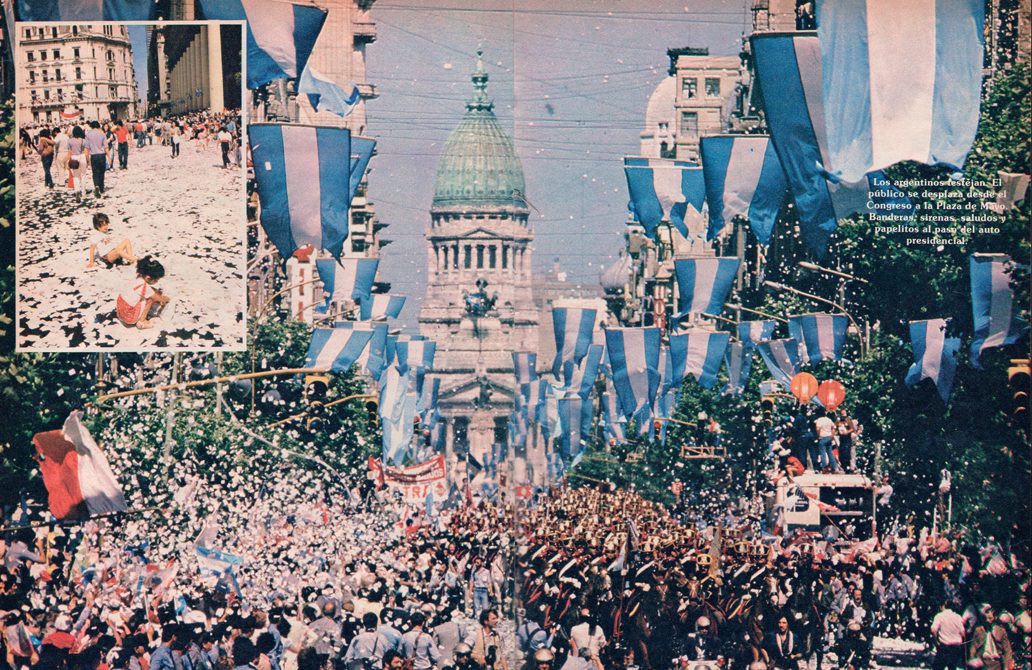 Los argentinos festejan. El
público se desplaza desde el
Congreso a la Plaza de Mayo.
Banderas, sirenas, saludos y
papelitos al paso del auto
presidencial.